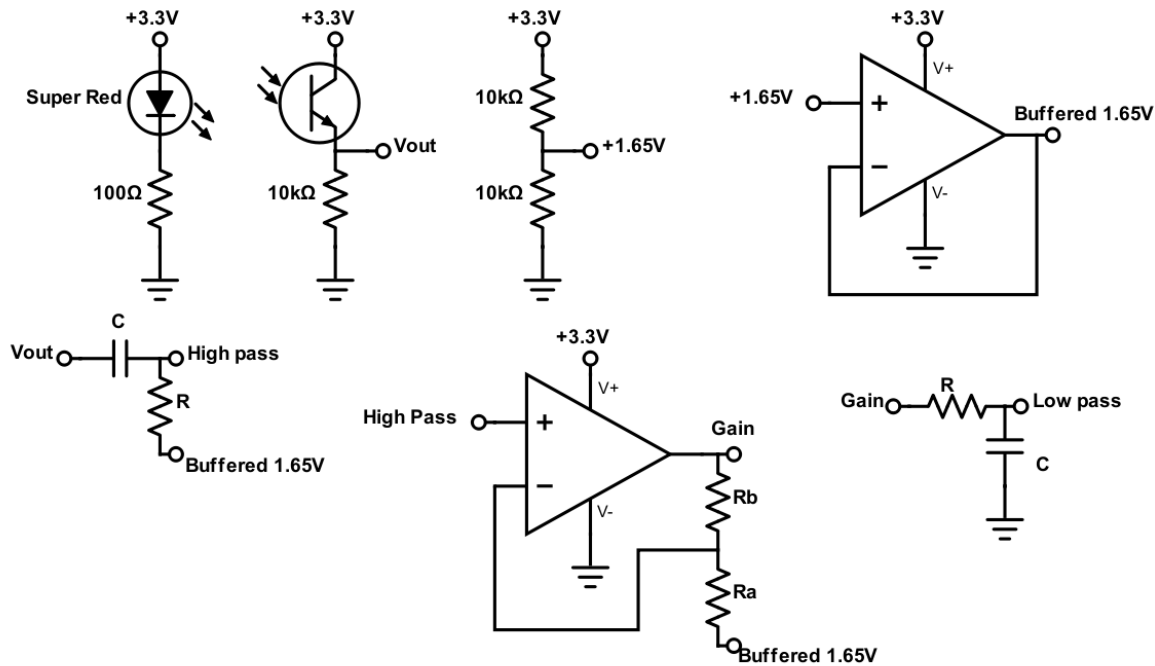 +3.3V
+3.3V
+3.3V
+3.3V
V+
Super Red
10kΩ
+1.65V
+
Buffered 1.65V
Vout
+1.65V
−
100Ω
10kΩ
10kΩ
V-
C
Vout
High pass
R
Buffered 1.65V
+3.3V
V+
High Pass
+
Gain
−
Rb
V-
Ra
Buffered 1.65V
R
Gain
Low pass
C